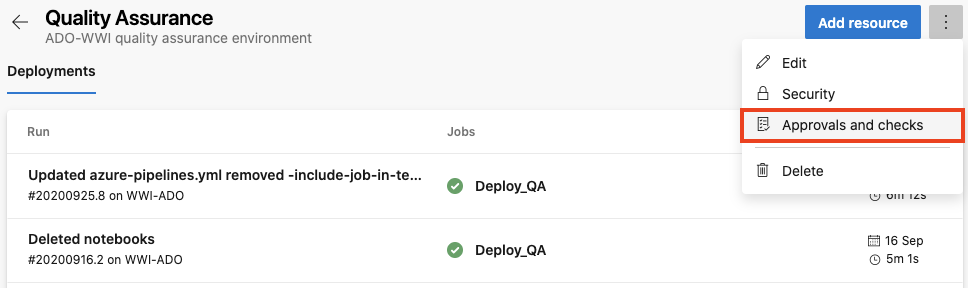 Quality Assurance
ADO-WWI quality assurance environment
Add resource
Deployments
Edit
Security
Approvals and checks
Delete
Run
Jobs
Updated azure-pipelines.yml removed -include-job-in-te...
#20200925.8 on WWI-ADO
Deploy_QA
6m 12s
Deleted notebooks
#20200916.2 on WWI-ADO
Deploy_QA
16 Sep
5m 1s